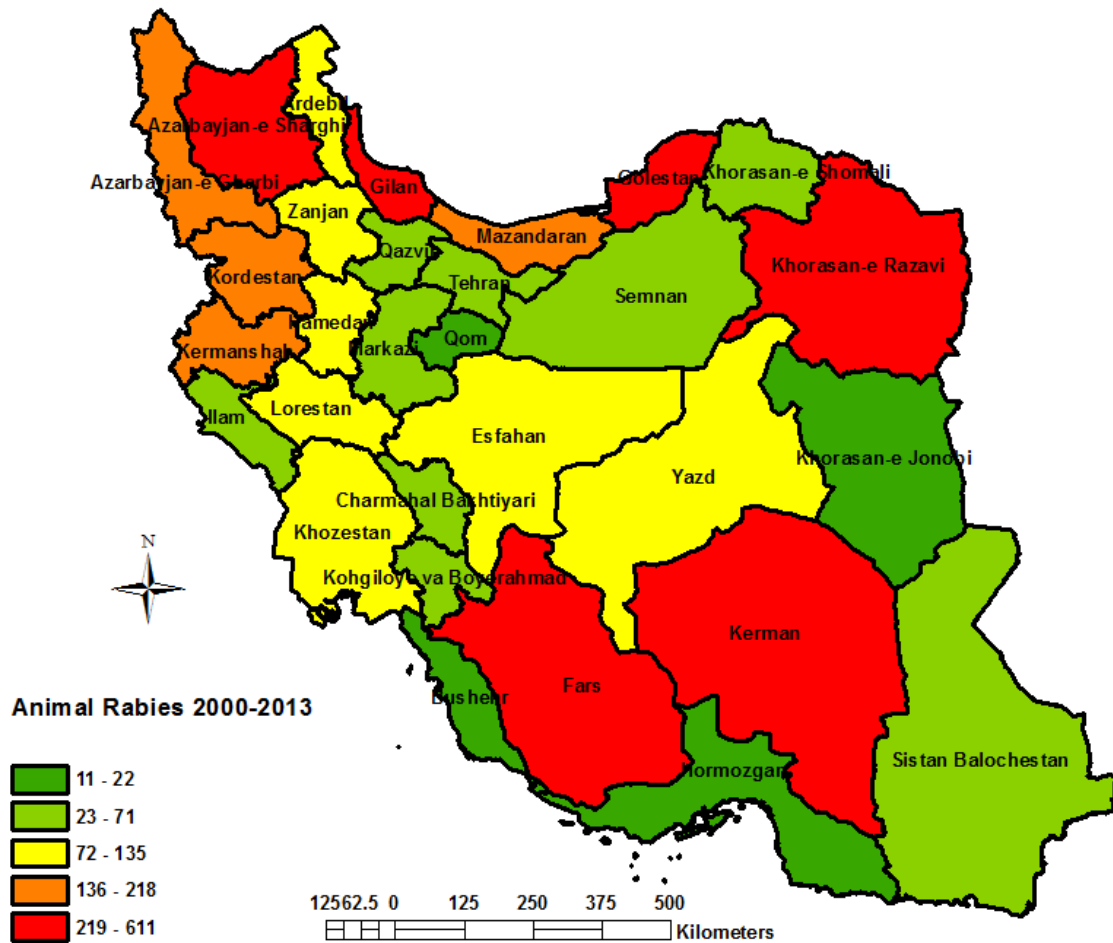 Ardebil
Azarbayjan-e Sharghi
Azarbayjan-e Gharbi
Gilan
Golestan
Khorasan-e Shomali
Zanjan
Mazandaran
Qazvin
Khorasan-e Razavi
Kordestan
Tehran
Semnan
Hamedan
Qom
Kermanshah
Markazi
Ilam
Lorestan
Esfahan
Khorasan-e Jonobi
Yazd
Charmahal Bakhtiyari
Khozestan
N
Kohgiloye va Boyerahmad
Kerman
Fars
Bushehr
Animal Rabies 2000-2013
Sistan Balochestan
Hormozgan
11 - 22
23 - 71
72 - 135
136 - 218
219 - 611
125 62.5 0 125 250 375 500
Kilometers